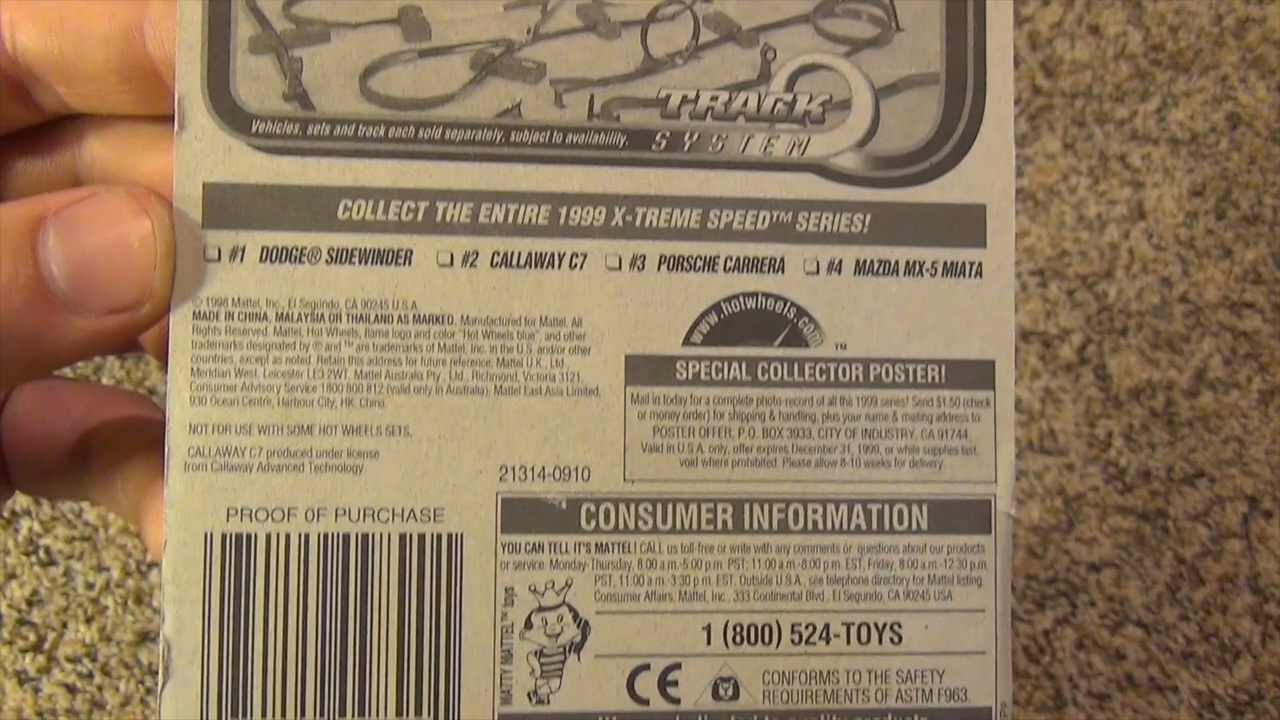 TRACK
SYSTEM
Vehicles, sets and track each sold separately, subject to availability.
COLLECT THE ENTIRE 1999 X-TREME SPEED™ SERIES!
#1 DODGE® SIDEWINDER
#2 CALLAWAY C7
#3 PORSCHE CARRERA
#4 MAZDA MX-5 MIATA
© 1998 Mattel, Inc., El Segundo, CA 90245 U.S.A.
MADE IN CHINA, MALAYSIA OR THAILAND AS MARKED. Manufactured for Mattel. All
Rights Reserved. Mattel, Hot Wheels, flame logo and color "Hot Wheels blue", and other
trademarks designated by ® and ™ are trademarks of Mattel, Inc. in the U.S. and/or other
countries, except as noted. Retain this address for future reference. Mattel U.K., Ltd.
Meridian West, Leicester LE3 2WT. Mattel Australia Pty., Ltd., Richmond, Victoria 3121.
Consumer Advisory Service 1 800 800 812 (valid only in Australia). Mattel East Asia Limited,
930 Ocean Centre, Harbour City, HK. China.
NOT FOR USE WITH SOME HOT WHEELS SETS.
CALLAWAY C7 produced under license
from Callaway Advanced Technology
21314-0910
www.hotwheels.com
™
SPECIAL COLLECTOR POSTER!
Mail in today for a complete photo record of all the 1999 series! Send $1.50 (check
or money order) for shipping & handling, plus your name & mailing address to:
POSTER OFFER, P.O. BOX 3933, CITY OF INDUSTRY, CA 91744.
Valid in U.S.A. only, offer expires December 31, 1999, or while supplies last,
void where prohibited. Please allow 8-10 weeks for delivery.
PROOF OF PURCHASE
CONSUMER INFORMATION
YOU CAN TELL IT'S MATTEL! CALL us toll-free or write with any comments or questions about our products
or service. Monday-Thursday, 8:00 a.m.-5:00 p.m. PST; 11:00 a.m.-8:00 p.m. EST; Friday, 8:00 a.m.-12:30 p.m.
PST, 11:00 a.m.-3:30 p.m. EST. Outside U.S.A., see telephone directory for Mattel listing.
Consumer Affairs, Mattel, Inc., 333 Continental Blvd., El Segundo, CA 90245 USA
MATTY MATTEL™ toys
1 (800) 524-TOYS
CE
CONFORMS TO THE SAFETY
REQUIREMENTS OF ASTM F963.